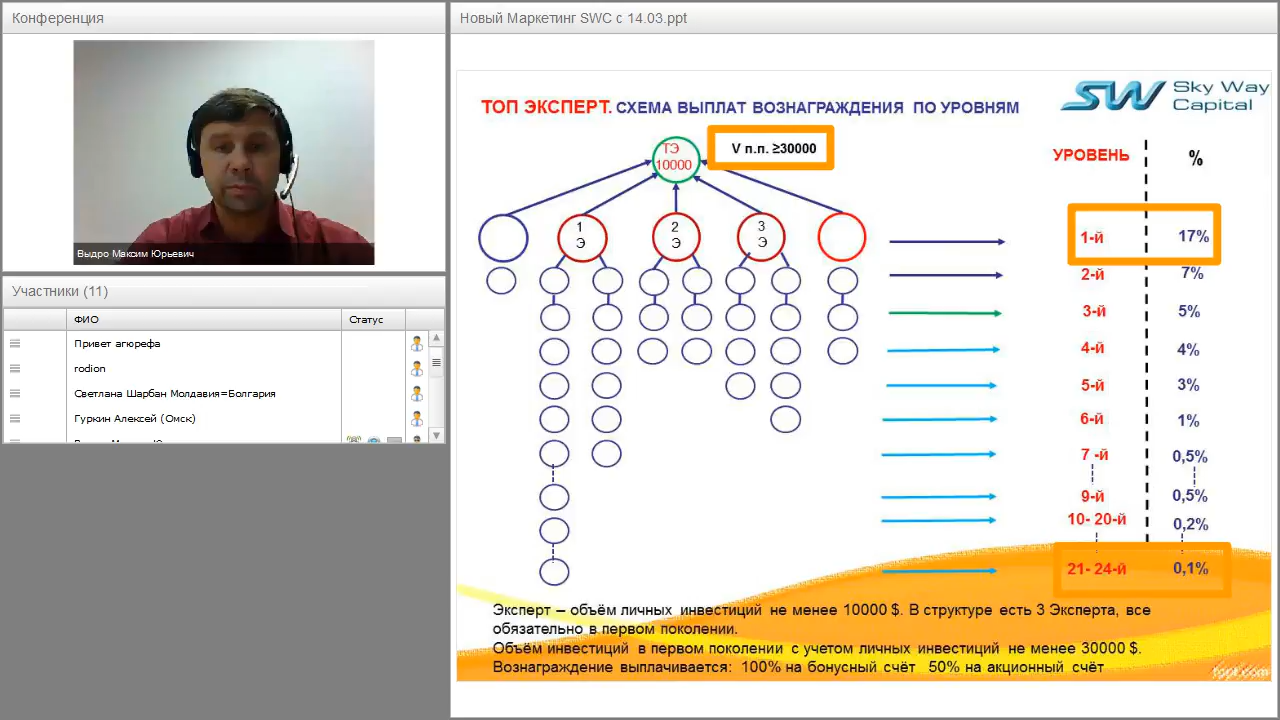 Конференция
Выдро Максим Юрьевич
Участники (11)
ФИО
Статус
Привет агюрефа
rodion
Светлана Шарбан Молдавия=Болгария
Гуркин Алексей (Омск)
Новый Маркетинг SWC с 14.03.ppt
SW Sky Way
Capital
ТОП ЭКСПЕРТ. СХЕМА ВЫПЛАТ ВОЗНАГРАЖДЕНИЯ ПО УРОВНЯМ
ТЭ
10000
V п.п. ≥30000
УРОВЕНЬ %
1
Э
2
Э
3
Э
1-й 17%
2-й 7%
3-й 5%
4-й 4%
5-й 3%
6-й 1%
7 -й 0,5%
9-й 0,5%
10- 20-й 0,2%
21- 24-й 0,1%
Эксперт – объём личных инвестиций не менее 10000 $. В структуре есть 3 Эксперта, все
обязательно в первом поколении.
Объём инвестиций в первом поколении с учетом личных инвестиций не менее 30000 $.
Вознаграждение выплачивается: 100% на бонусный счёт 50% на акционный счёт
fppt.com